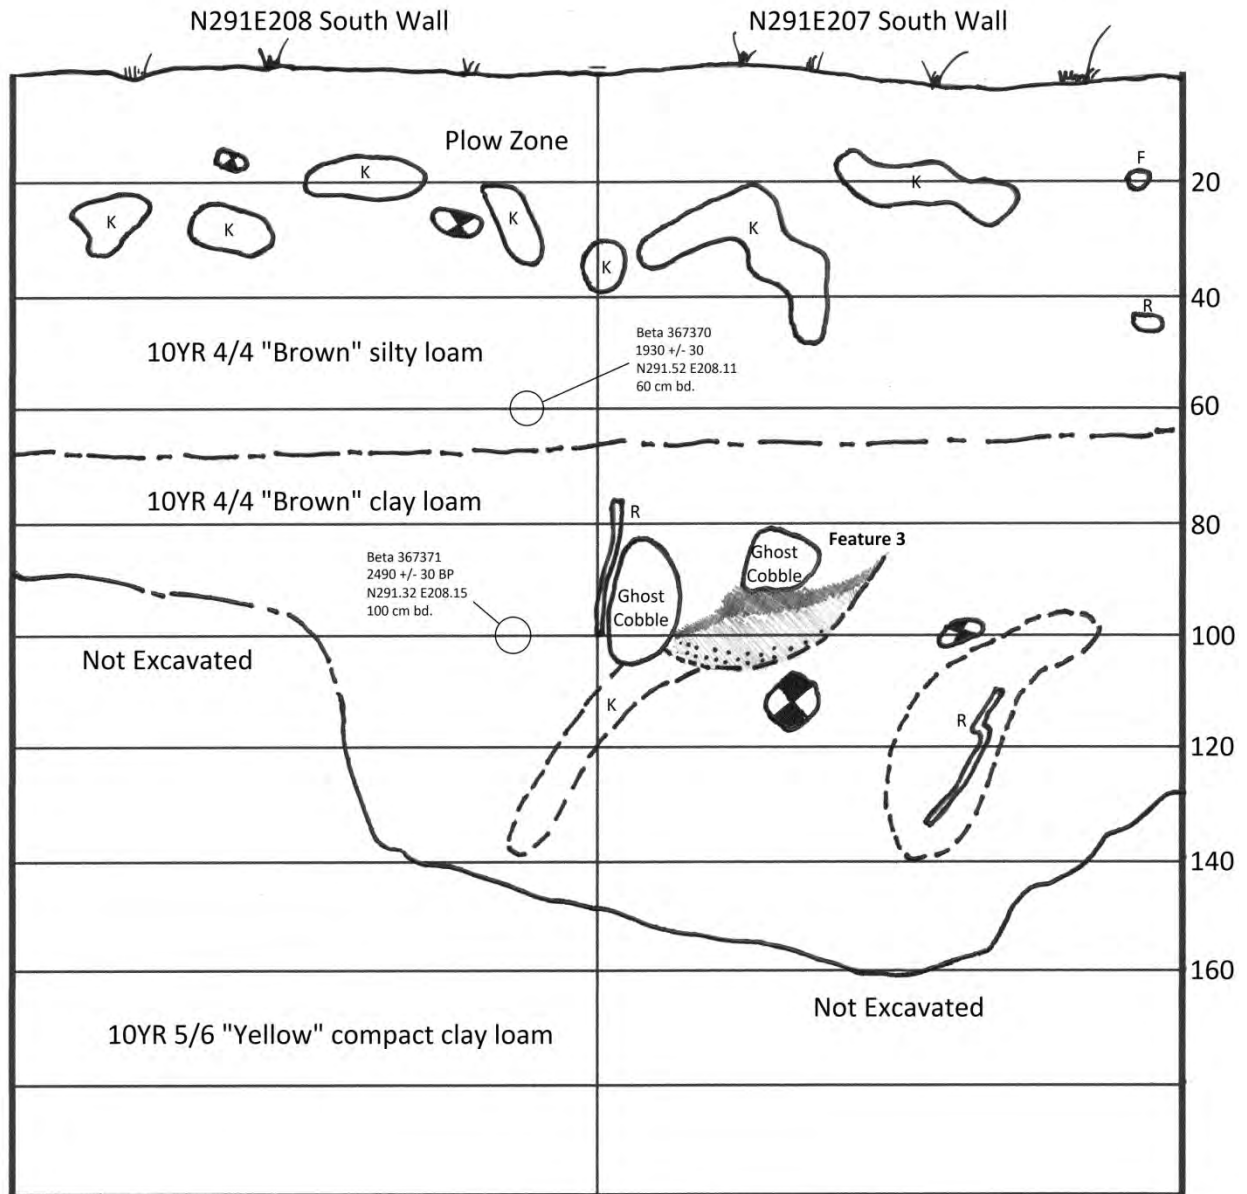 N291E208 South Wall
N291E207 South Wall
Plow Zone
K
F
K
20
K
K
K
K
K
40
R
10YR 4/4 "Brown" silty loam
Beta 367370
1930 +/- 30
N291.52 E208.11
60 cm bd.
60
10YR 4/4 "Brown" clay loam
R
80
Ghost
Cobble
Feature 3
Beta 367371
2490 +/- 30 BP
N291.32 E208.15
100 cm bd.
Ghost
Cobble
100
Not Excavated
K
R
120
140
160
Not Excavated
10YR 5/6 "Yellow" compact clay loam